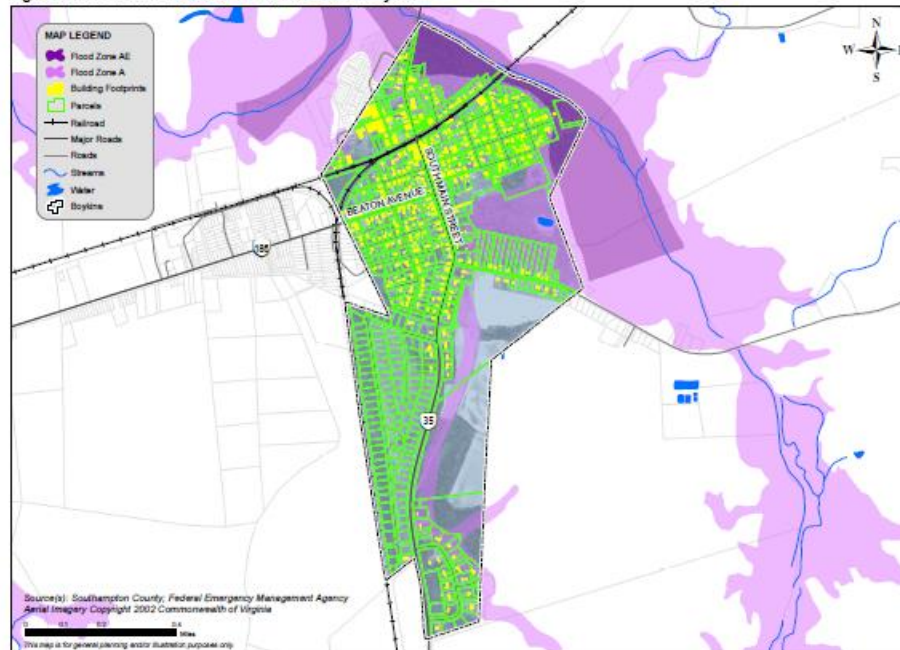 MAP LEGEND
Flood Zone AE
Flood Zone A
Building Footprints
Parcels
Railroad
Major Roads
Roads
Streams
Water
Boykins
N
W
S
SOUTH MAIN STREET
BEATON AVENUE
186
35
Source(s): Southampton County; Federal Emergency Management Agency
Aerial Imagery Copyright 2002 Commonwealth of Virginia
0
Miles
This map is for general planning and/or illustration purposes only.